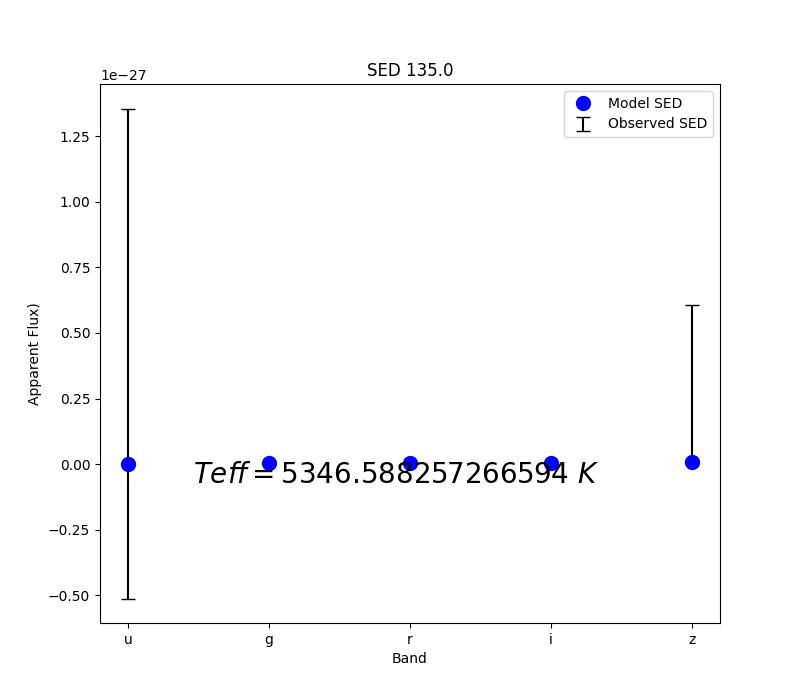 SED 135.0
1e−27
Model SED
Observed SED
1.25
1.00
0.75
0.50
0.25
0.00
−0.25
−0.50
Apparent Flux)
Teff = 5346.588257266594 K
u g r i z
Band